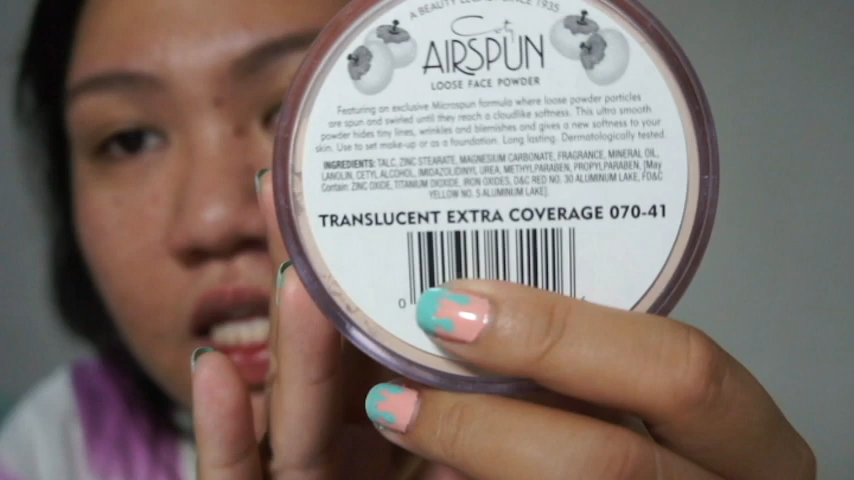 A BEAUTY LEGEND SINCE 1935
Coty
AIRSPUN
LOOSE FACE POWDER
Featuring an exclusive Microspun formula where loose powder particles
are spun and swirled until they reach a cloudlike softness. This ultra smooth
powder hides tiny lines, wrinkles and blemishes and gives a new softness to your
skin. Use to set make-up or as a foundation. Long lasting. Dermatologically tested.
INGREDIENTS: TALC, ZINC STEARATE, MAGNESIUM CARBONATE, FRAGRANCE, MINERAL OIL,
LANOLIN, CETYL ALCOHOL, IMIDAZOLIDINYL UREA, METHYLPARABEN, PROPYLPARABEN, [May
Contain: ZINC OXIDE, TITANIUM DIOXIDE, IRON OXIDES, D&C RED NO. 30 ALUMINUM LAKE, FD&C
YELLOW NO. 5 ALUMINUM LAKE].
TRANSLUCENT EXTRA COVERAGE 070-41
0